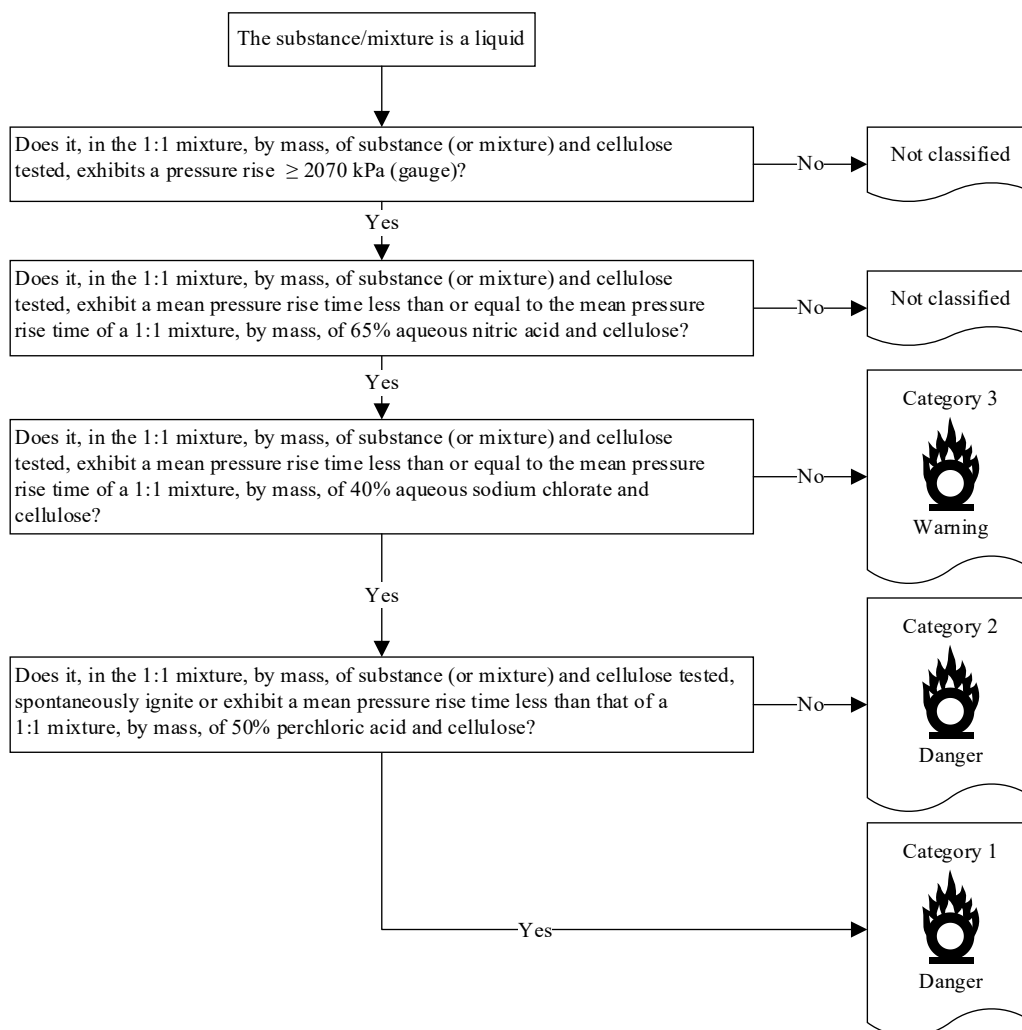 The substance/mixture is a liquid
Does it, in the 1:1 mixture, by mass, of substance (or mixture) and cellulose
tested, exhibits a pressure rise ≥ 2070 kPa (gauge)?
No
Not classified
Yes
Does it, in the 1:1 mixture, by mass, of substance (or mixture) and cellulose
tested, exhibit a mean pressure rise time less than or equal to the mean pressure
rise time of a 1:1 mixture, by mass, of 65% aqueous nitric acid and cellulose?
No
Not classified
Yes
Does it, in the 1:1 mixture, by mass, of substance (or mixture) and cellulose
tested, exhibit a mean pressure rise time less than or equal to the mean pressure
rise time of a 1:1 mixture, by mass, of 40% aqueous sodium chlorate and
cellulose?
No
Category 3
Warning
Yes
Does it, in the 1:1 mixture, by mass, of substance (or mixture) and cellulose tested,
spontaneously ignite or exhibit a mean pressure rise time less than that of a
1:1 mixture, by mass, of 50% perchloric acid and cellulose?
No
Category 2
Danger
Yes
Category 1
Danger